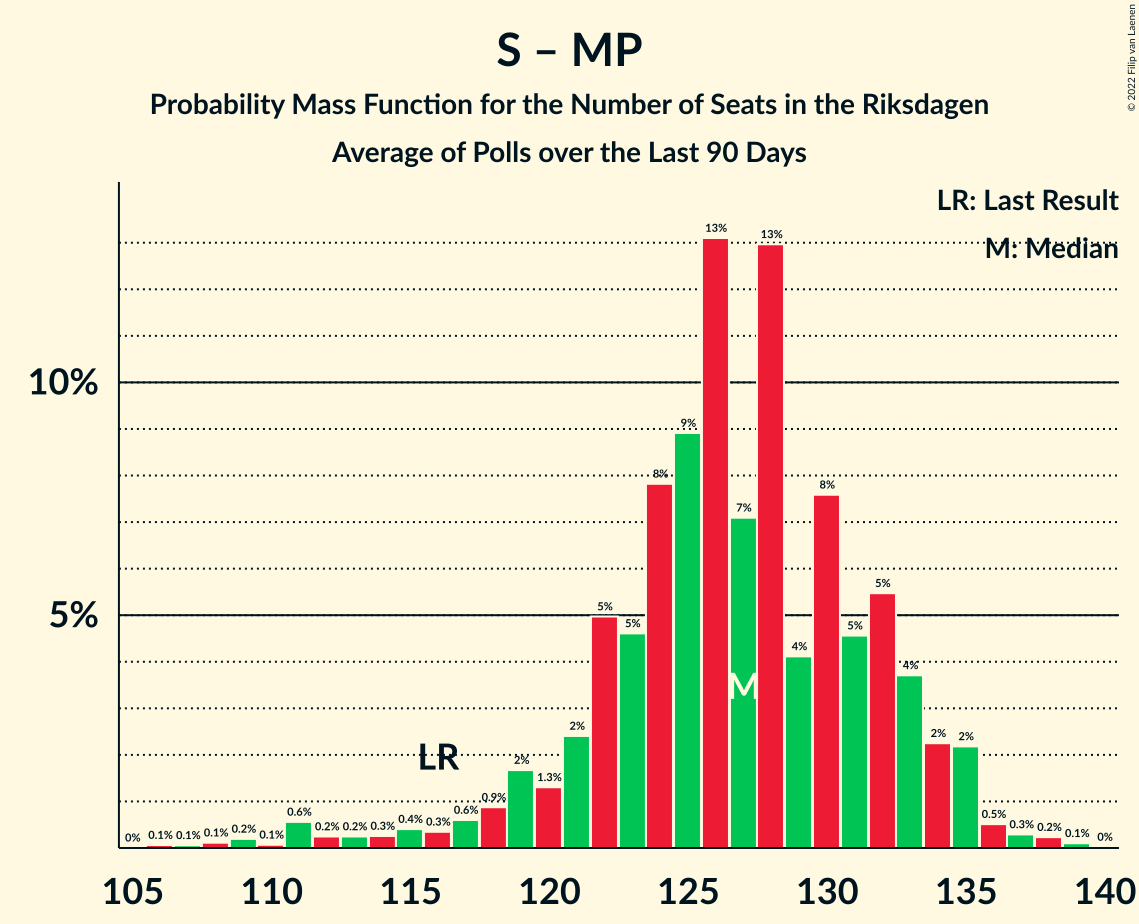 © 2022 Filip van Laenen
S – MP
Probability Mass Function for the Number of Seats in the Riksdagen
Average of Polls over the Last 90 Days
LR: Last Result
M: Median
10%
5%
0% 0.1% 0.1% 0.1% 0.2% 0.1% 0.6% 0.2% 0.2% 0.3% 0.4% 0.3% 0.6% 0.9% 2% 1.3% 2% 5% 5% 8% 9% 13% 7% 13% 4% 8% 5% 5% 4% 2% 2% 0.5% 0.3% 0.2% 0.1% 0%
LR
M
105 110 115 120 125 130 135 140